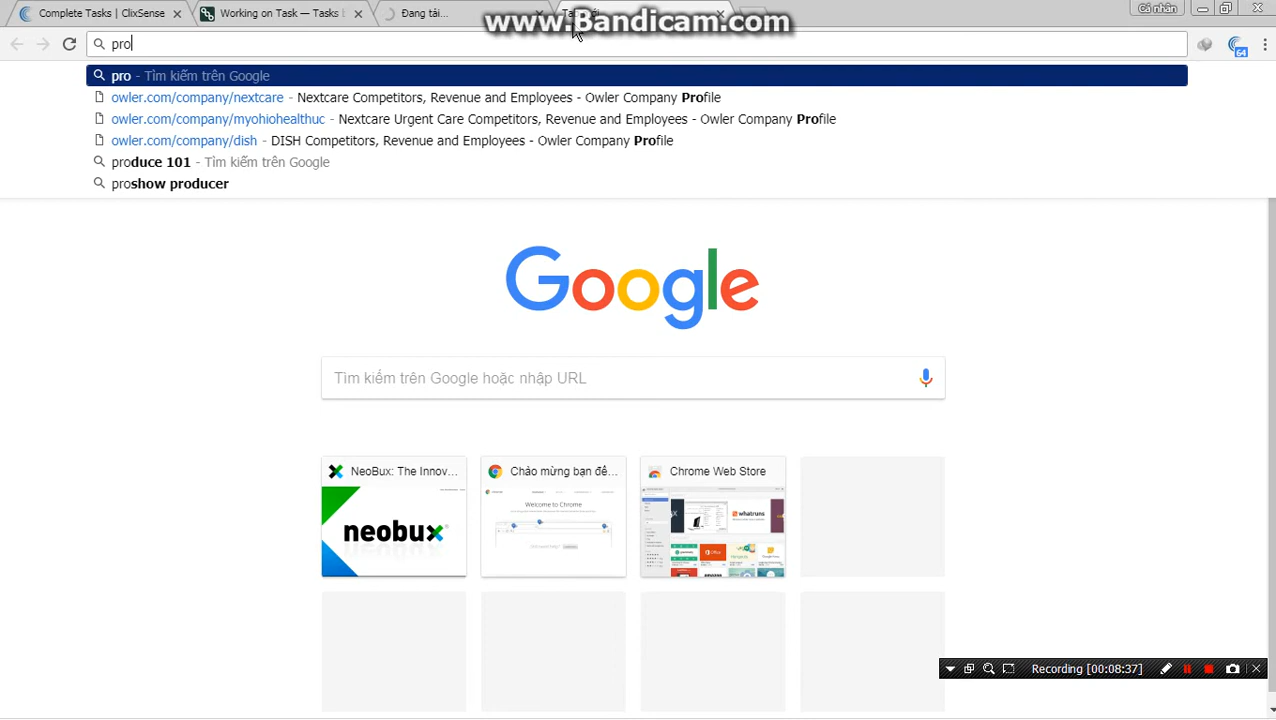 Complete Tasks | ClixSense
Working on Task — Tasks
Đang tải...
www.Bandicam.com
Cá nhân
pro
64
pro - Tìm kiếm trên Google
owler.com/company/nextcare - Nextcare Competitors, Revenue and Employees - Owler Company Profile
owler.com/company/myohiohealthuc - Nextcare Urgent Care Competitors, Revenue and Employees - Owler Company Profile
owler.com/company/dish - DISH Competitors, Revenue and Employees - Owler Company Profile
produce 101 - Tìm kiếm trên Google
proshow producer
Google
Tìm kiếm trên Google hoặc nhập URL
NeoBux: The Innov...
Chào mừng bạn đế...
Chrome Web Store
neobux
Welcome to Chrome
whatruns
Recording [00:08:37]